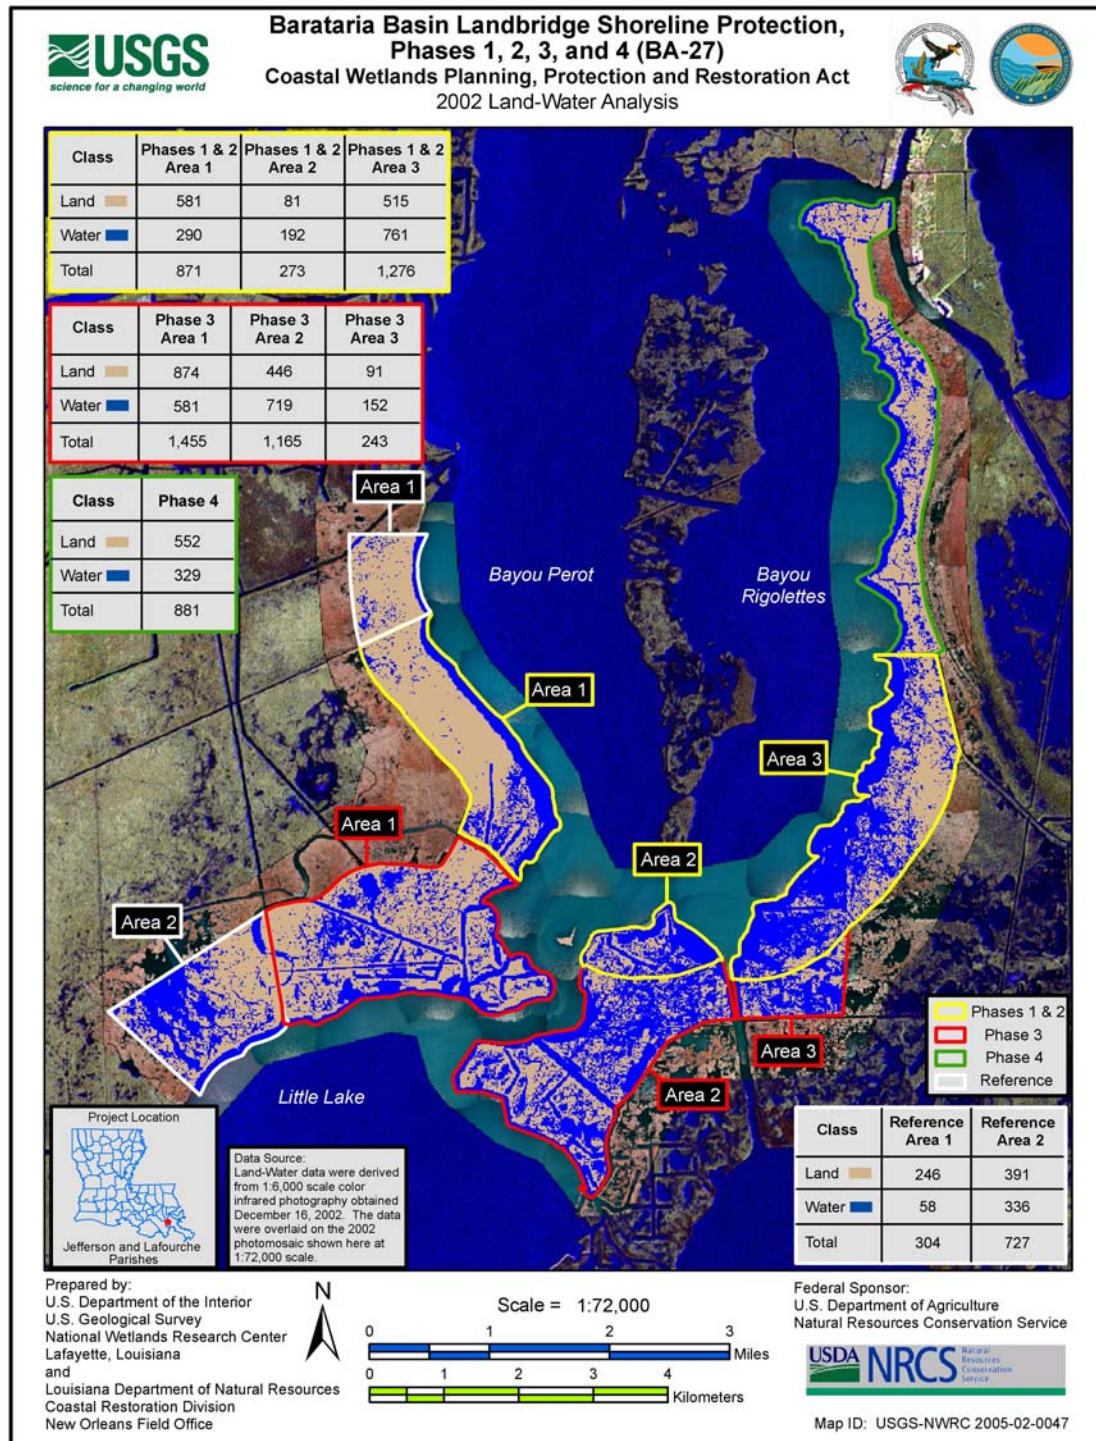 Barataria Basin Landbridge Shoreline Protection,
Phases 1, 2, 3, and 4 (BA-27)
Coastal Wetlands Planning, Protection and Restoration Act
2002 Land-Water Analysis
USGS
science for a changing world
Class Phases 1 & 2 Area 1 Phases 1 & 2 Area 2 Phases 1 & 2 Area 3
Land 581 81 515
Water 290 192 761
Total 871 273 1,276
Class Phase 3 Area 1 Phase 3 Area 2 Phase 3 Area 3
Land 874 446 91
Water 581 719 152
Total 1,455 1,165 243
Class Phase 4
Land 552
Water 329
Total 881
Area 1
Bayou Perot
Bayou
Rigolettes
Area 1
Area 3
Area 1
Area 2
Area 2
Area 3
Area 2
Little Lake
Phases 1 & 2
Phase 3
Phase 4
Reference
Class Reference Area 1 Reference Area 2
Land 246 391
Water 58 336
Total 304 727
Project Location
Jefferson and Lafourche
Parishes
Data Source:
Land-Water data were derived
from 1:6,000 scale color
infrared photography obtained
December 16, 2002. The data
were overlaid on the 2002
photomosaic shown here at
1:72,000 scale.
Prepared by:
U.S. Department of the Interior
U.S. Geological Survey
National Wetlands Research Center
Lafayette, Louisiana
and
Louisiana Department of Natural Resources
Coastal Restoration Division
New Orleans Field Office
N
Scale = 1:72,000
0 1 2 3
Miles
0 0 1 2 3 4
Kilometers
Federal Sponsor:
U.S. Department of Agriculture
Natural Resources Conservation Service
USDA NRCS
Natural
Resources
Conservation
Service
Map ID: USGS-NWRC 2005-02-0047